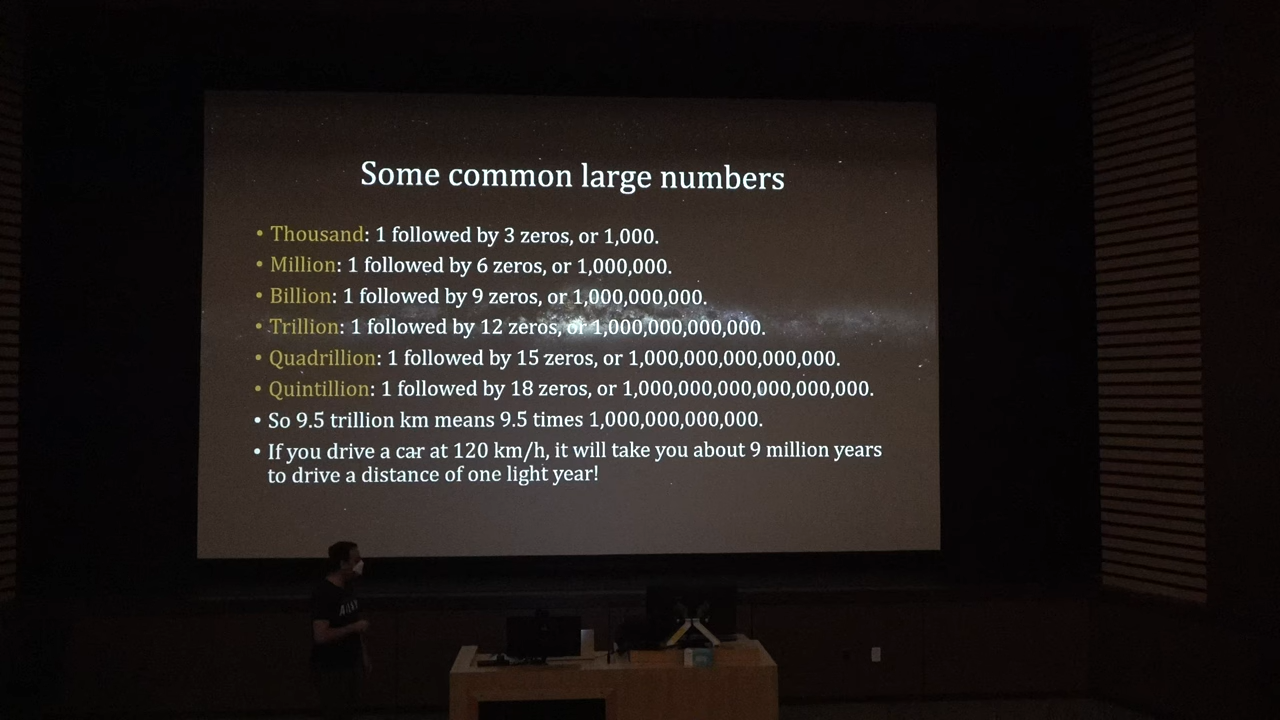 Some common large numbers
• Thousand: 1 followed by 3 zeros, or 1,000.
• Million: 1 followed by 6 zeros, or 1,000,000.
• Billion: 1 followed by 9 zeros, or 1,000,000,000.
• Trillion: 1 followed by 12 zeros, or 1,000,000,000,000.
• Quadrillion: 1 followed by 15 zeros, or 1,000,000,000,000,000.
• Quintillion: 1 followed by 18 zeros, or 1,000,000,000,000,000,000.
• So 9.5 trillion km means 9.5 times 1,000,000,000,000.
• If you drive a car at 120 km/h, it will take you about 9 million years
to drive a distance of one light year!